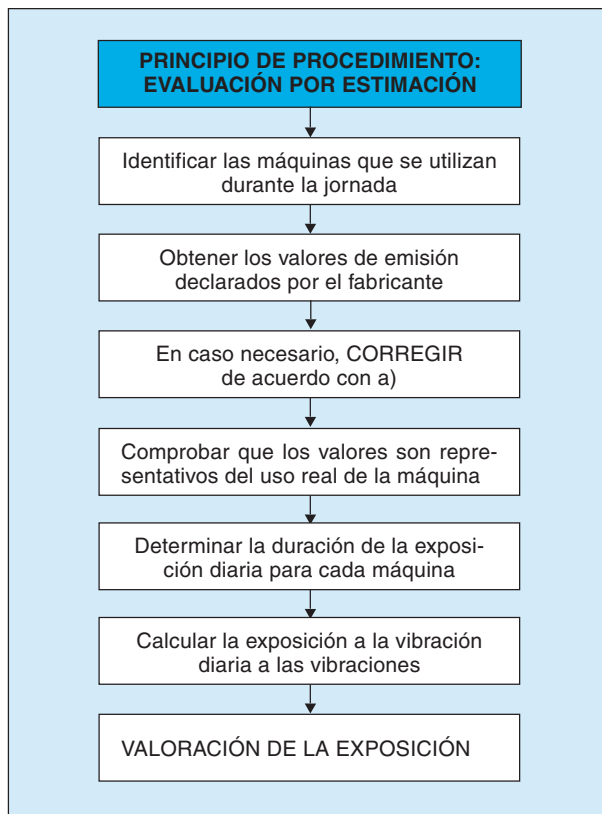 PRINCIPIO DE PROCEDIMIENTO:
EVALUACIÓN POR ESTIMACIÓN
Identificar las máquinas que se utilizan
durante la jornada
Obtener los valores de emisión
declarados por el fabricante
En caso necesario, CORREGIR
de acuerdo con a)
Comprobar que los valores son repre-
sentativos del uso real de la máquina
Determinar la duración de la exposi-
ción diaria para cada máquina
Calcular la exposición a la vibración
diaria a las vibraciones
VALORACIÓN DE LA EXPOSICIÓN